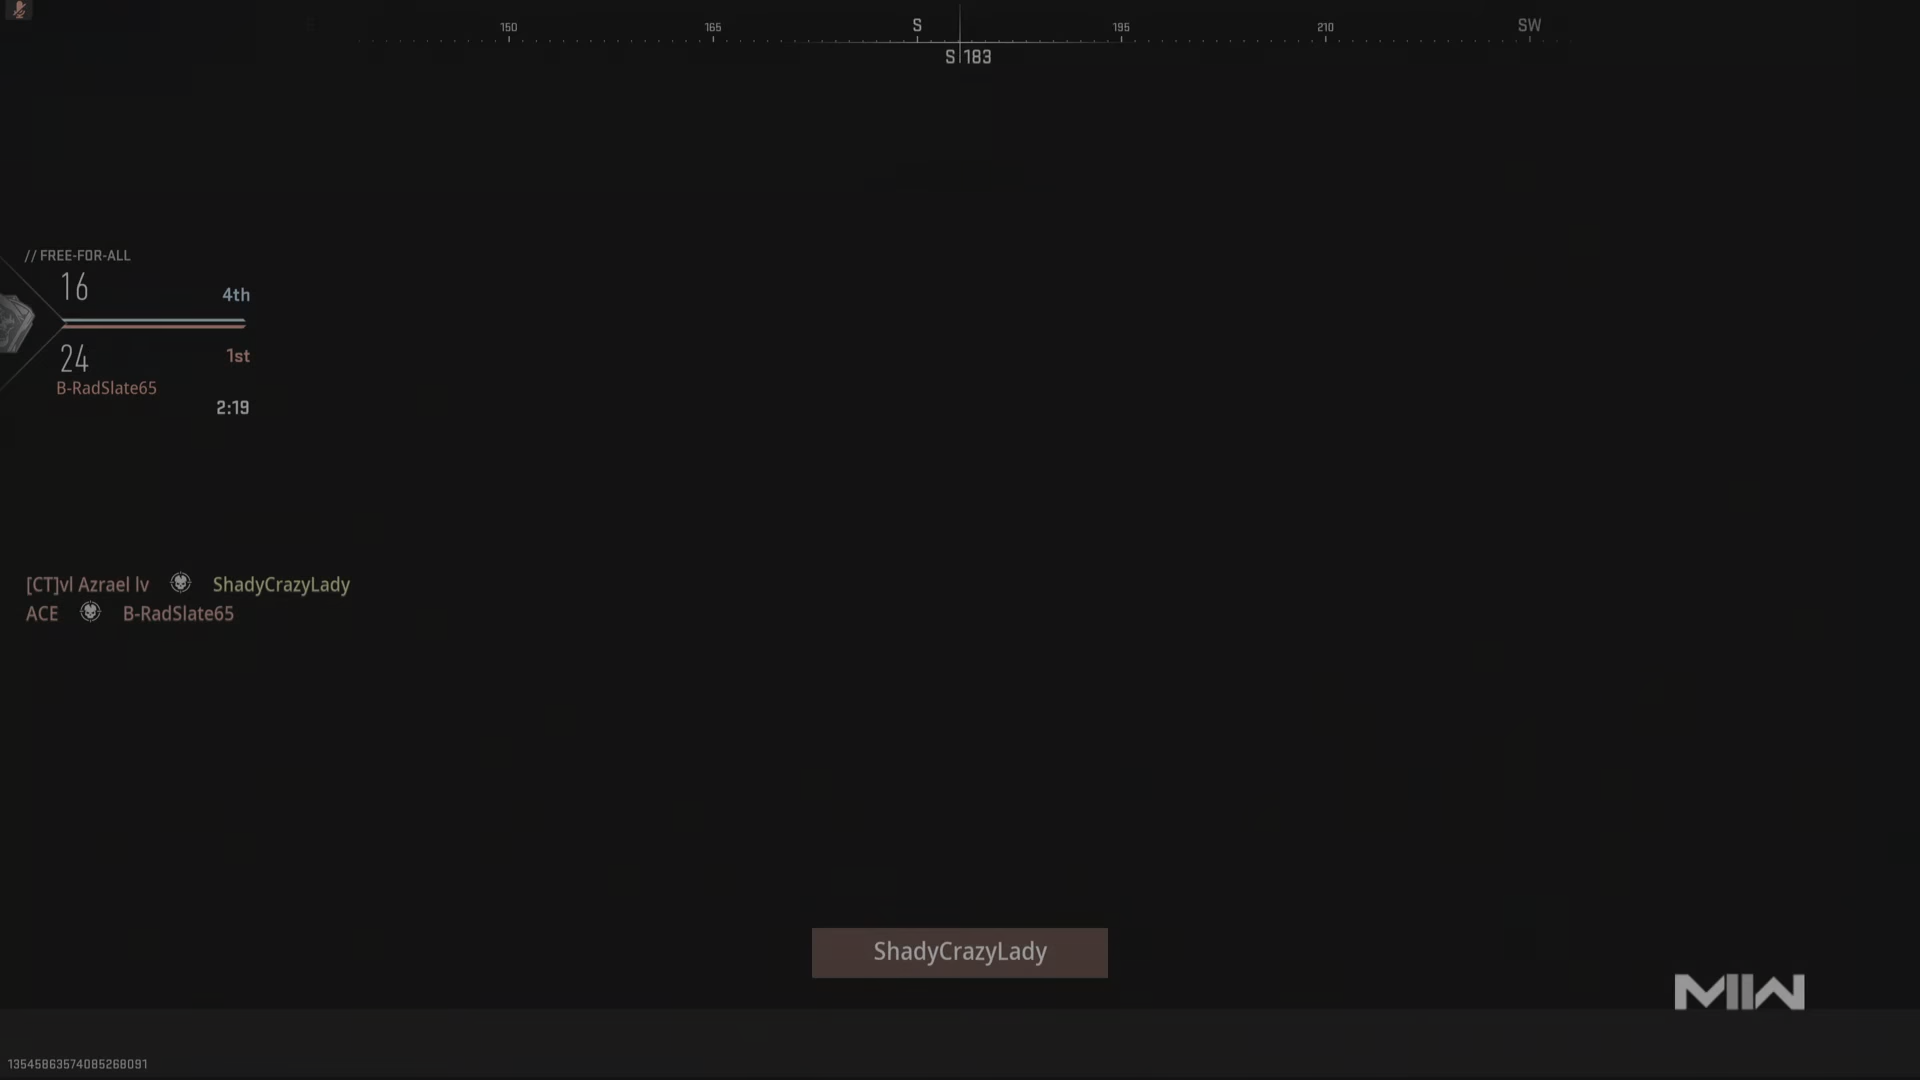 150 165 S 195 210 SW
S 183
// FREE-FOR-ALL
16 4th
24 1st
B-RadSlate65
2:19
[CT]vl Azrael lv ShadyCrazyLady
ACE B-RadSlate65
ShadyCrazyLady
MIIW
13545863574085268091